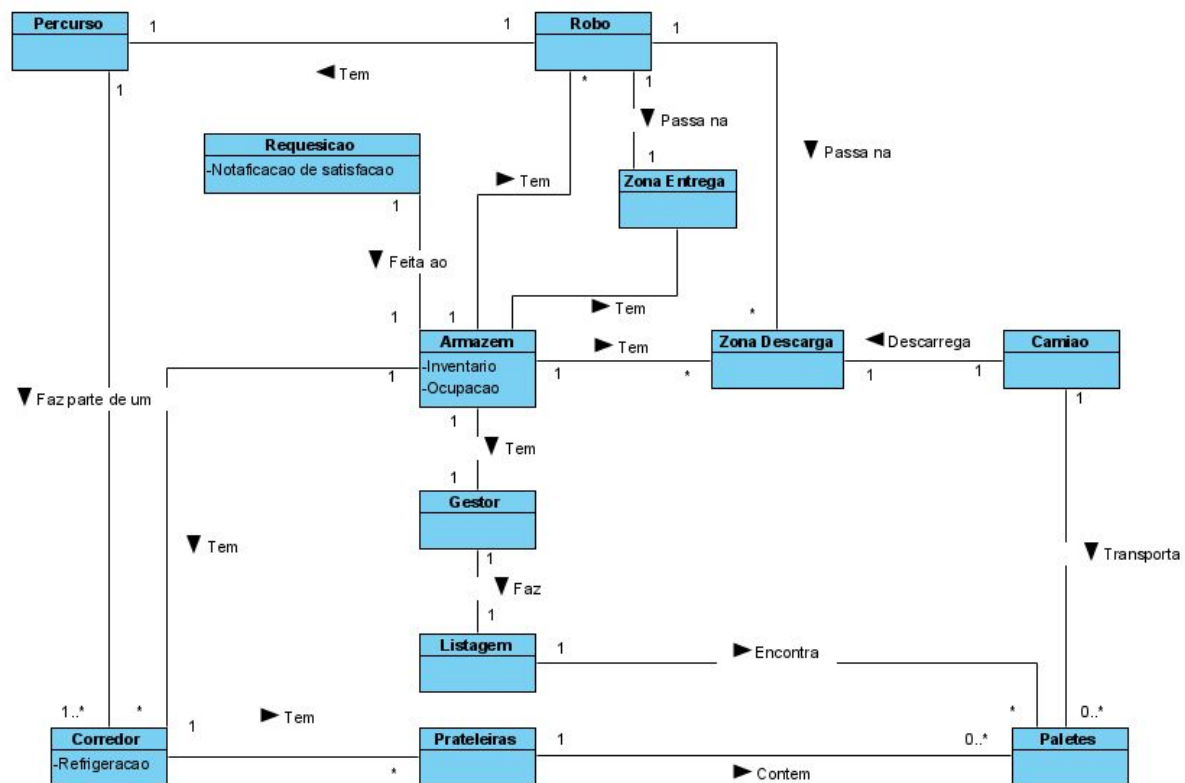 Percurso
1
1
Robo
1
Tem
1
*
1
Passa na
Passa na
Requesicao
-Notaficacao de satisfacao
1
1
Zona Entrega
Tem
Feita ao
Tem
*
1
1
Armazem
-Inventario
-Ocupacao
Tem
1
*
Zona Descarga
Descarrega
1
1
Camiao
1
1
Faz parte de um
1
Tem
1
Gestor
1
Tem
Transporta
Faz
1
Listagem
1
Encontra
1..*
*
1
Tem
*
0..*
Corredor
-Refrigeracao
*
Prateleiras
1
0..*
Contem
Paletes